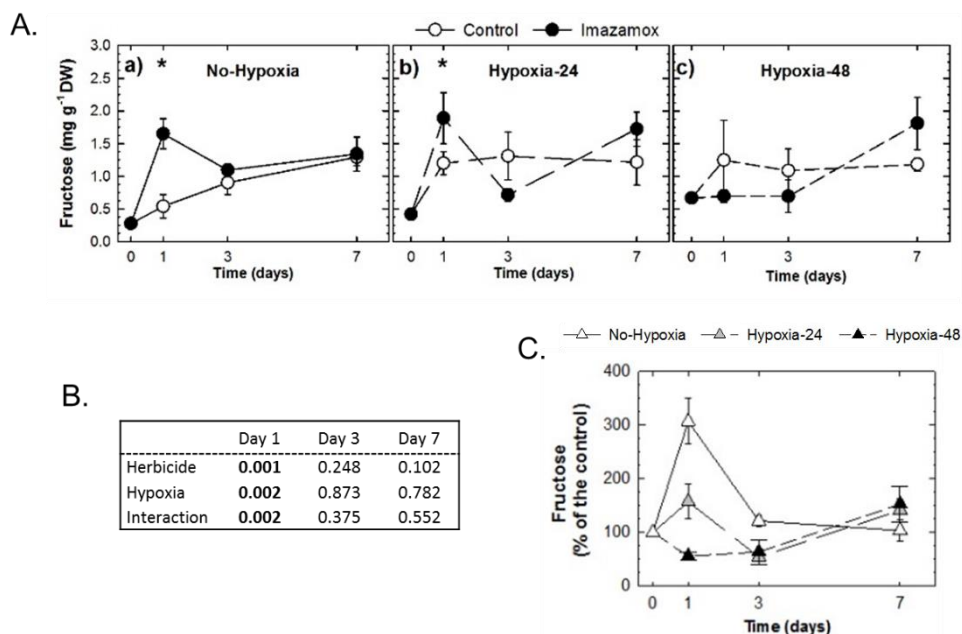 A.
Control Imazamox
a) * No-Hypoxia
b) * Hypoxia-24
c) Hypoxia-48
Fructose (mg g⁻¹ DW)
3.0
2.5
2.0
1.5
1.0
0.5
0.0
0 1 3 7
0 1 3 7
0 1 3 7
Time (days)
Time (days)
Time (days)
B.
Day 1 Day 3 Day 7
Herbicide 0.001 0.248 0.102
Hypoxia 0.002 0.873 0.782
Interaction 0.002 0.375 0.552
C.
No-Hypoxia Hypoxia-24 Hypoxia-48
Fructose
(% of the control)
400
300
200
100
0
0 1 3 7
Time (days)